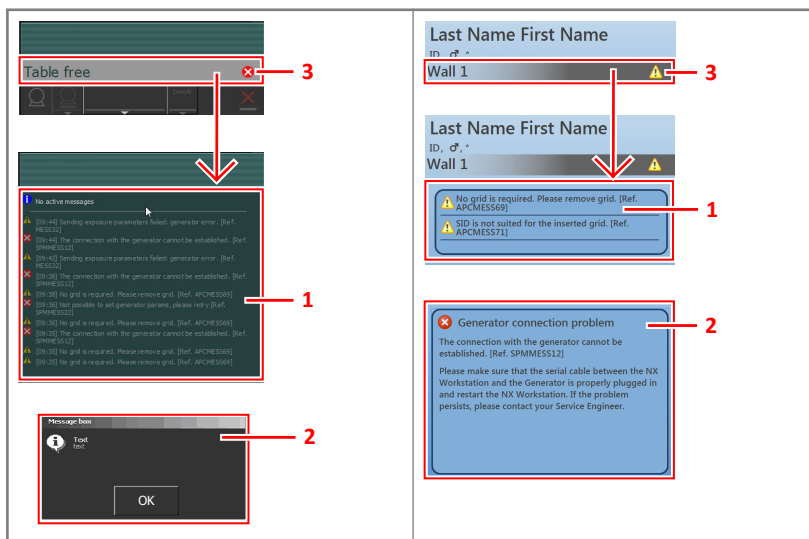 Table free
3
2mmAl
No active messages
[09:44] Sending exposure parameters failed: generator error. [Ref.
MESS32]
[09:44] The connection with the generator cannot be established. [Ref.
SPMMESS12]
[09:42] Sending exposure parameters failed: generator error. [Ref.
MESS32]
[09:38] The connection with the generator cannot be established. [Ref.
SPMMESS12]
[09:38] No grid is required. Please remove grid. [Ref. APCMESS69]
[09:36] Not possible to set generator params, please retry [Ref.
SPMMESS22]
[09:36] No grid is required. Please remove grid. [Ref. APCMESS69]
[09:35] The connection with the generator cannot be established. [Ref.
SPMMESS12]
[09:35] No grid is required. Please remove grid. [Ref. APCMESS69]
[09:35] No grid is required. Please remove grid. [Ref. APCMESS69]
1
Message box
Text
text
OK
2
Last Name First Name
ID, ♂, *
Wall 1
3
Last Name First Name
ID, ♂, *
Wall 1
No grid is required. Please remove grid. [Ref.
APCMESS69]
SID is not suited for the inserted grid. [Ref.
APCMESS71]
1
Generator connection problem
The connection with the generator cannot be
established. [Ref. SPMMESS12]
Please make sure that the serial cable between the NX
Workstation and the Generator is properly plugged in
and restart the NX Workstation. If the problem
persists, please contact your Service Engineer.
2